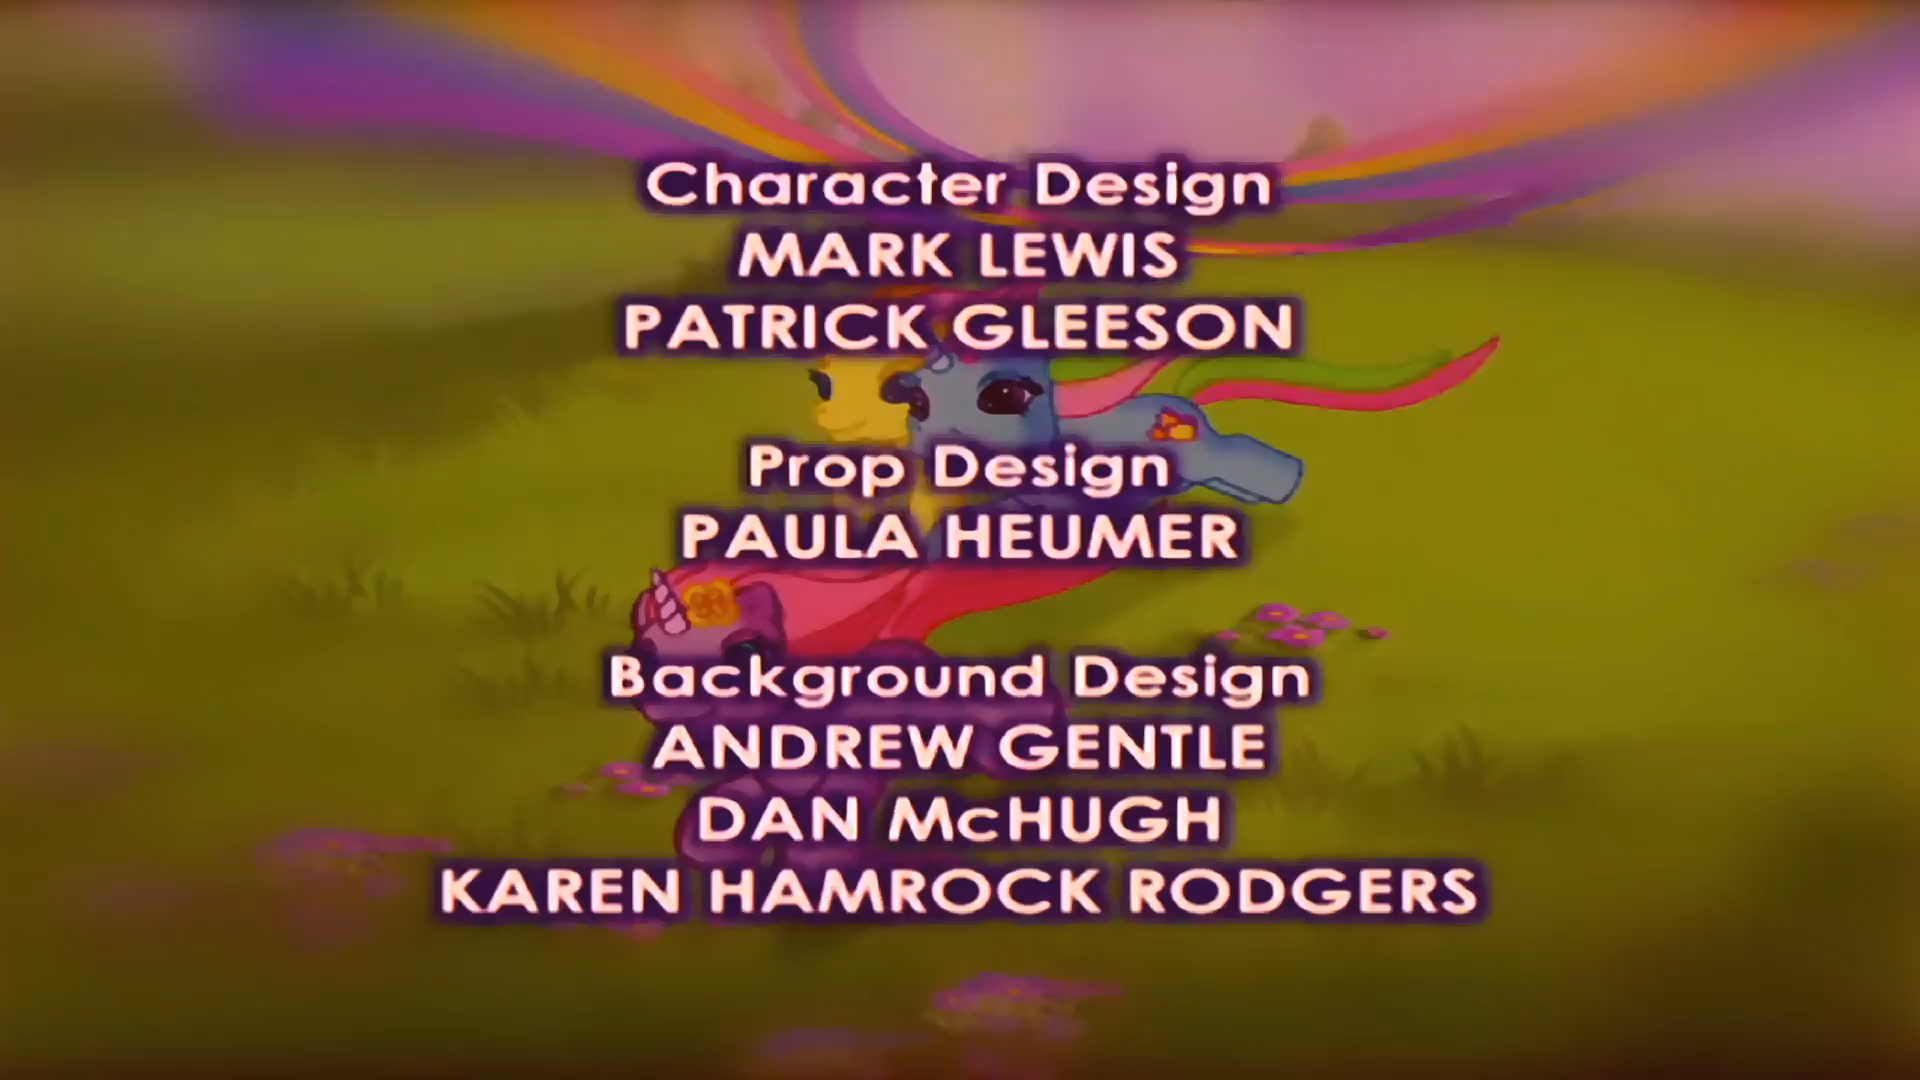 Character Design
MARK LEWIS
PATRICK GLEESON
Prop Design
PAULA HEUMER
Background Design
ANDREW GENTLE
DAN McHUGH
KAREN HAMROCK RODGERS